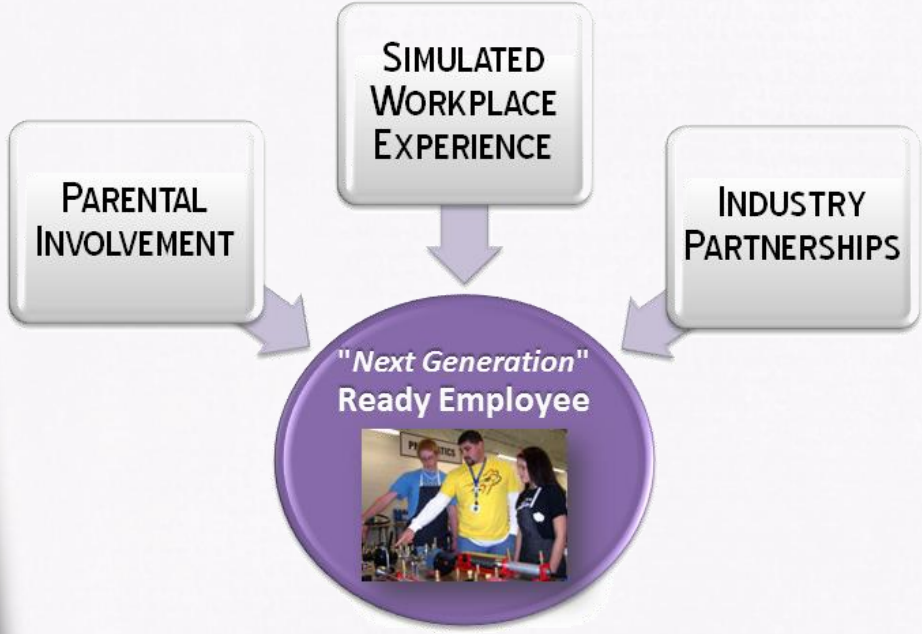 SIMULATED
WORKPLACE
EXPERIENCE
PARENTAL
INVOLVEMENT
INDUSTRY
PARTNERSHIPS
"Next Generation"
Ready Employee